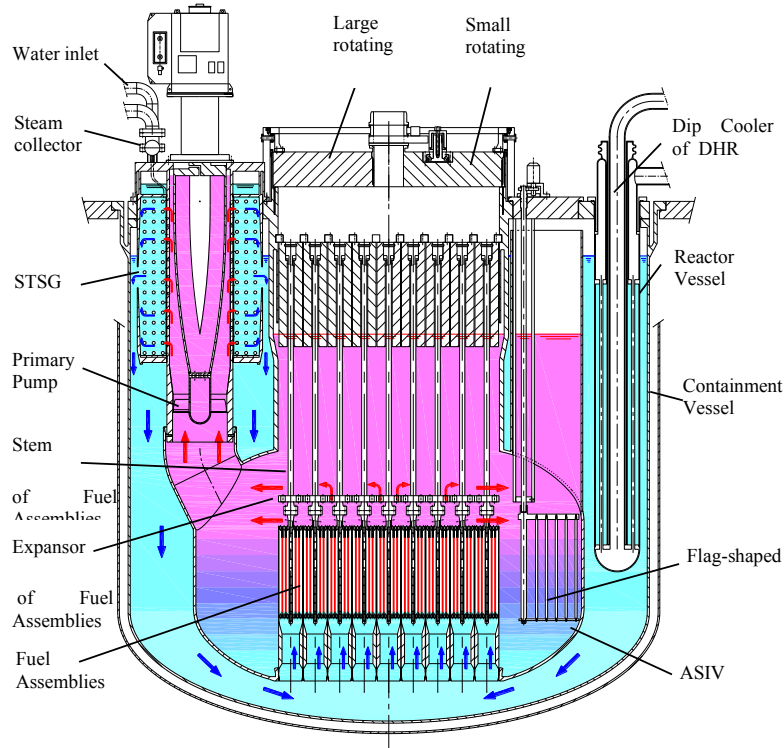 Large
rotating
Small
rotating
Water inlet
Steam
collector
Dip Cooler
of DHR
STSG
Reactor
Vessel
Primary
Pump
Containment
Vessel
Stem
of Fuel
Assemblies
Expansor
Flag-shaped
of Fuel
Assemblies
Fuel
Assemblies
ASIV